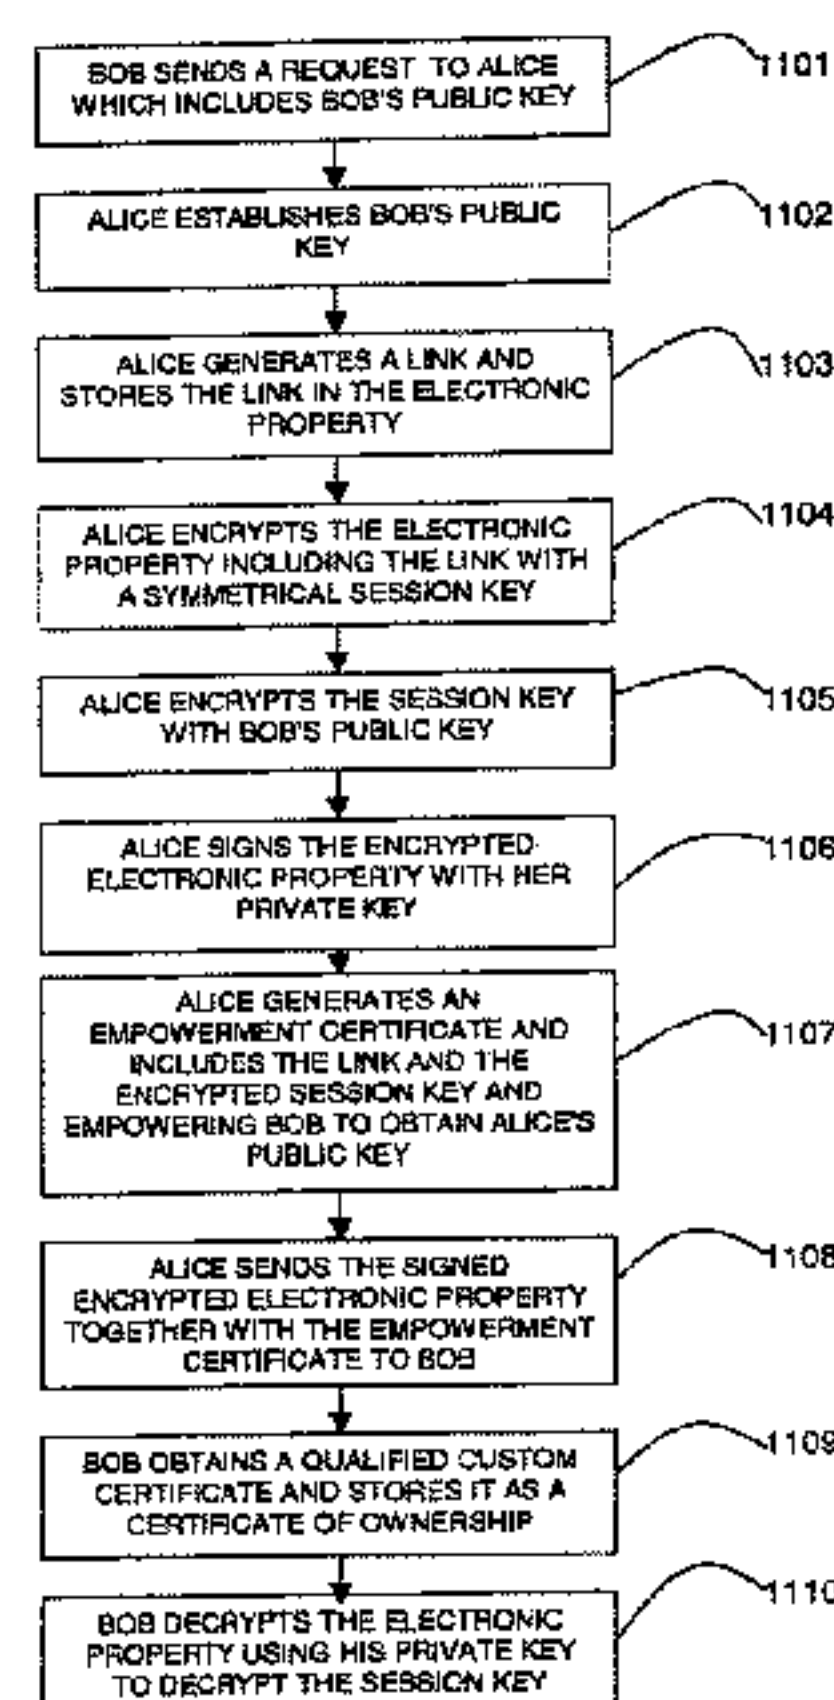 BOB SENDS A REQUEST TO ALICE
WHICH INCLUDES BOB'S PUBLIC KEY
1101
ALICE ESTABLISHES BOB'S PUBLIC
KEY
1102
ALICE GENERATES A LINK AND
STORES THE LINK IN THE ELECTRONIC
PROPERTY
1103
ALICE ENCRYPTS THE ELECTRONIC
PROPERTY INCLUDING THE LINK WITH
A SYMMETRICAL SESSION KEY
1104
ALICE ENCRYPTS THE SESSION KEY
WITH BOB'S PUBLIC KEY
1105
ALICE SIGNS THE ENCRYPTED
ELECTRONIC PROPERTY WITH HER
PRIVATE KEY
1106
ALICE GENERATES AN
EMPOWERMENT CERTIFICATE AND
INCLUDES THE LINK AND THE
ENCRYPTED SESSION KEY AND
EMPOWERING BOB TO OBTAIN ALICE'S
PUBLIC KEY
1107
ALICE SENDS THE SIGNED
ENCRYPTED ELECTRONIC PROPERTY
TOGETHER WITH THE EMPOWERMENT
CERTIFICATE TO BOB
1108
BOB OBTAINS A QUALIFIED CUSTOM
CERTIFICATE AND STORES IT AS A
CERTIFICATE OF OWNERSHIP
1109
BOB DECRYPTS THE ELECTRONIC
PROPERTY USING HIS PRIVATE KEY
TO DECRYPT THE SESSION KEY
1110